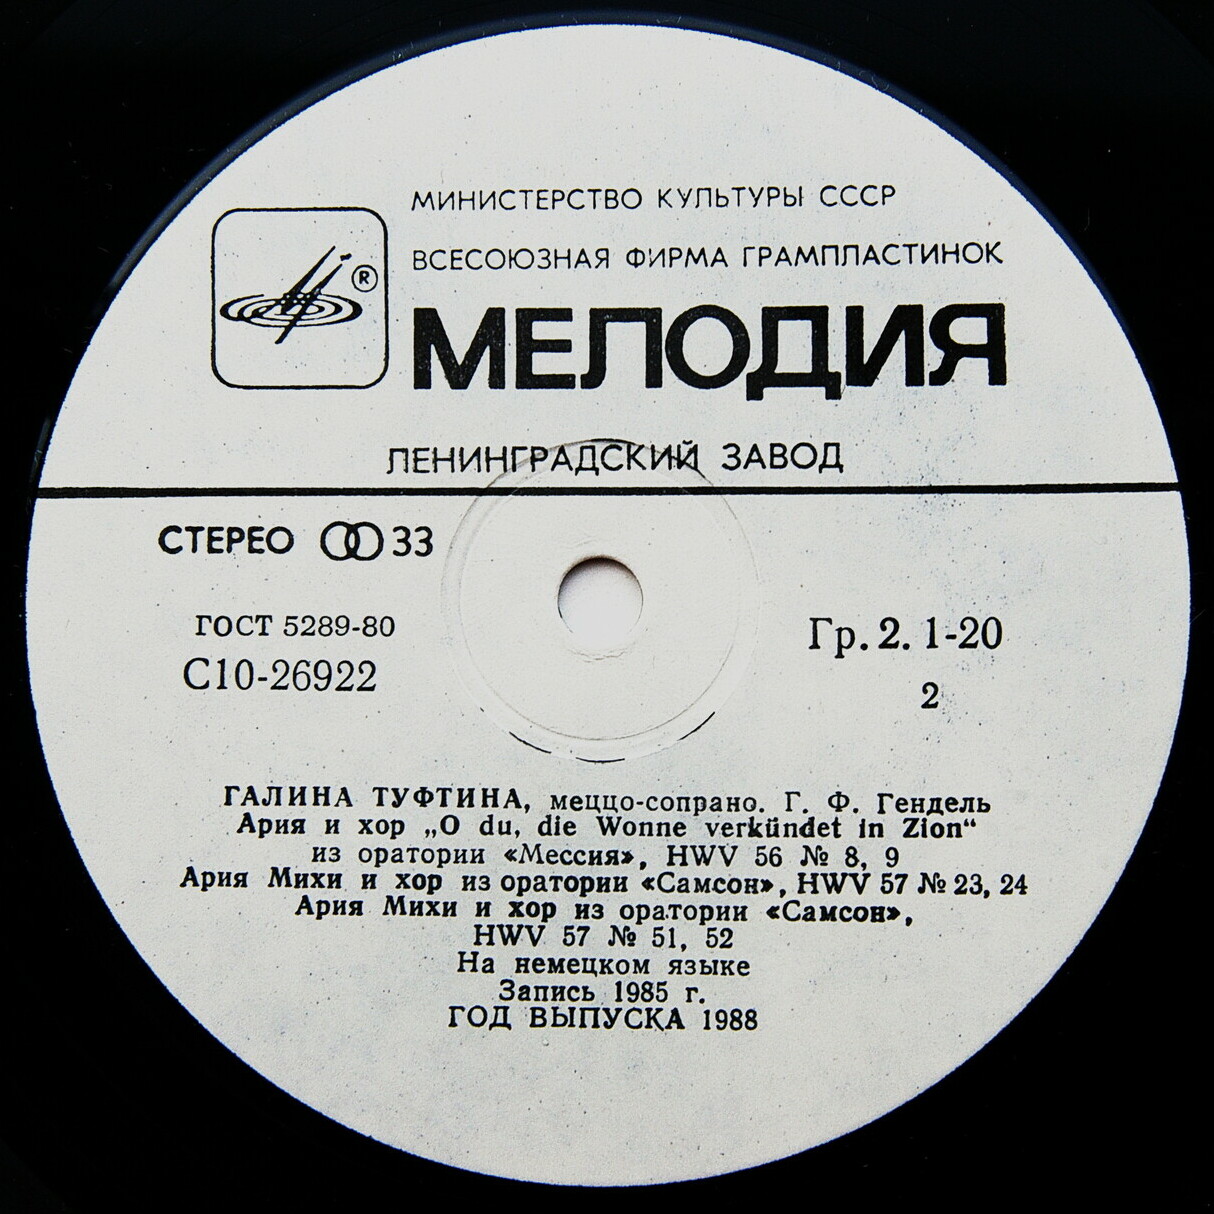 МИНИСТЕРСТВО КУЛЬТУРЫ СССР
ВСЕСОЮЗНАЯ ФИРМА ГРАМПЛАСТИНОК
®
МЕЛОДИЯ
ЛЕНИНГРАДСКИЙ ЗАВОД
СТЕРЕО 33
ГОСТ 5289-80
С10-26922
Гр. 2. 1-20
2
ГАЛИНА ТУФТИНА, меццо-сопрано. Г. Ф. Гендель
Ария и хор „O du, die Wonne verkündet in Zion“
из оратории «Мессия», HWV 56 № 8, 9
Ария Михи и хор из оратории «Самсон», HWV 57 № 23, 24
Ария Михи и хор из оратории «Самсон»,
HWV 57 № 51, 52
На немецком языке
Запись 1985 г.
ГОД ВЫПУСКА 1988